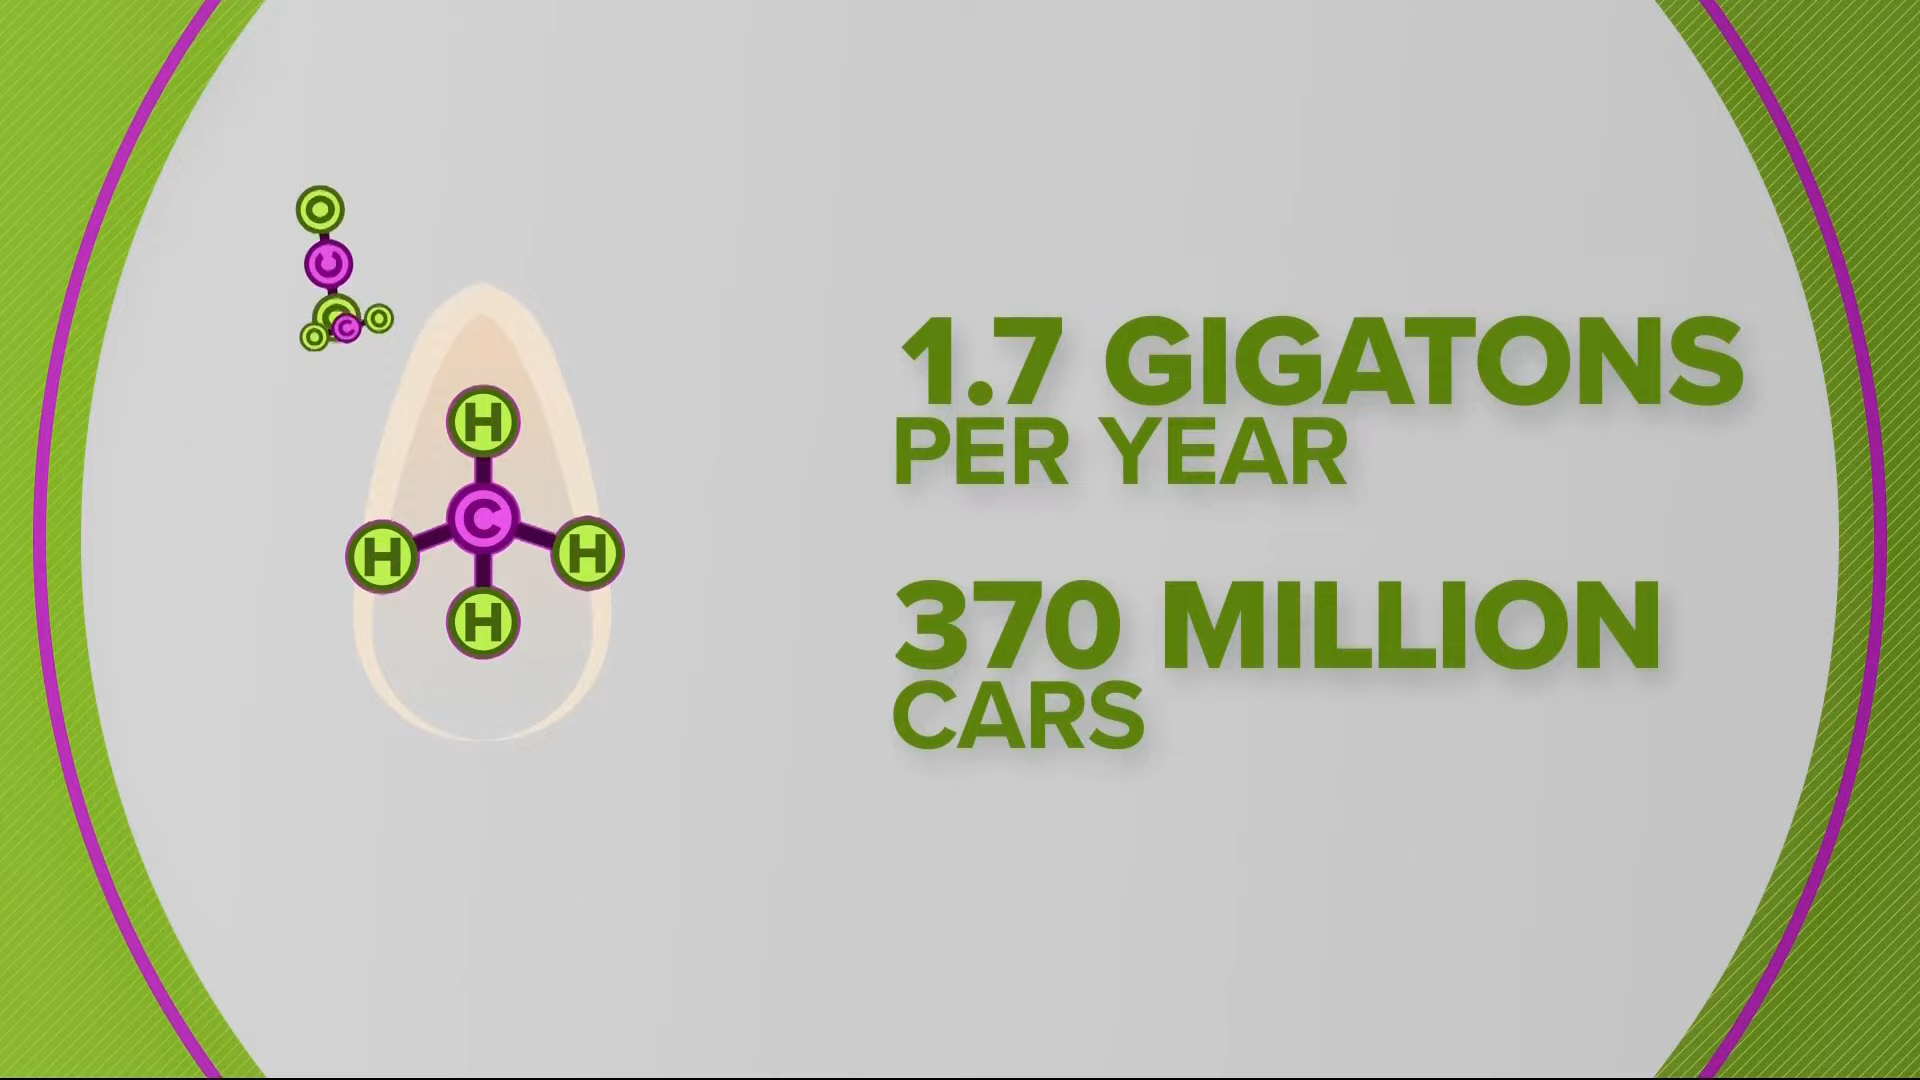 O
C
O
O C O
H
C
H H
H
1.7 GIGATONS
PER YEAR
370 MILLION
CARS